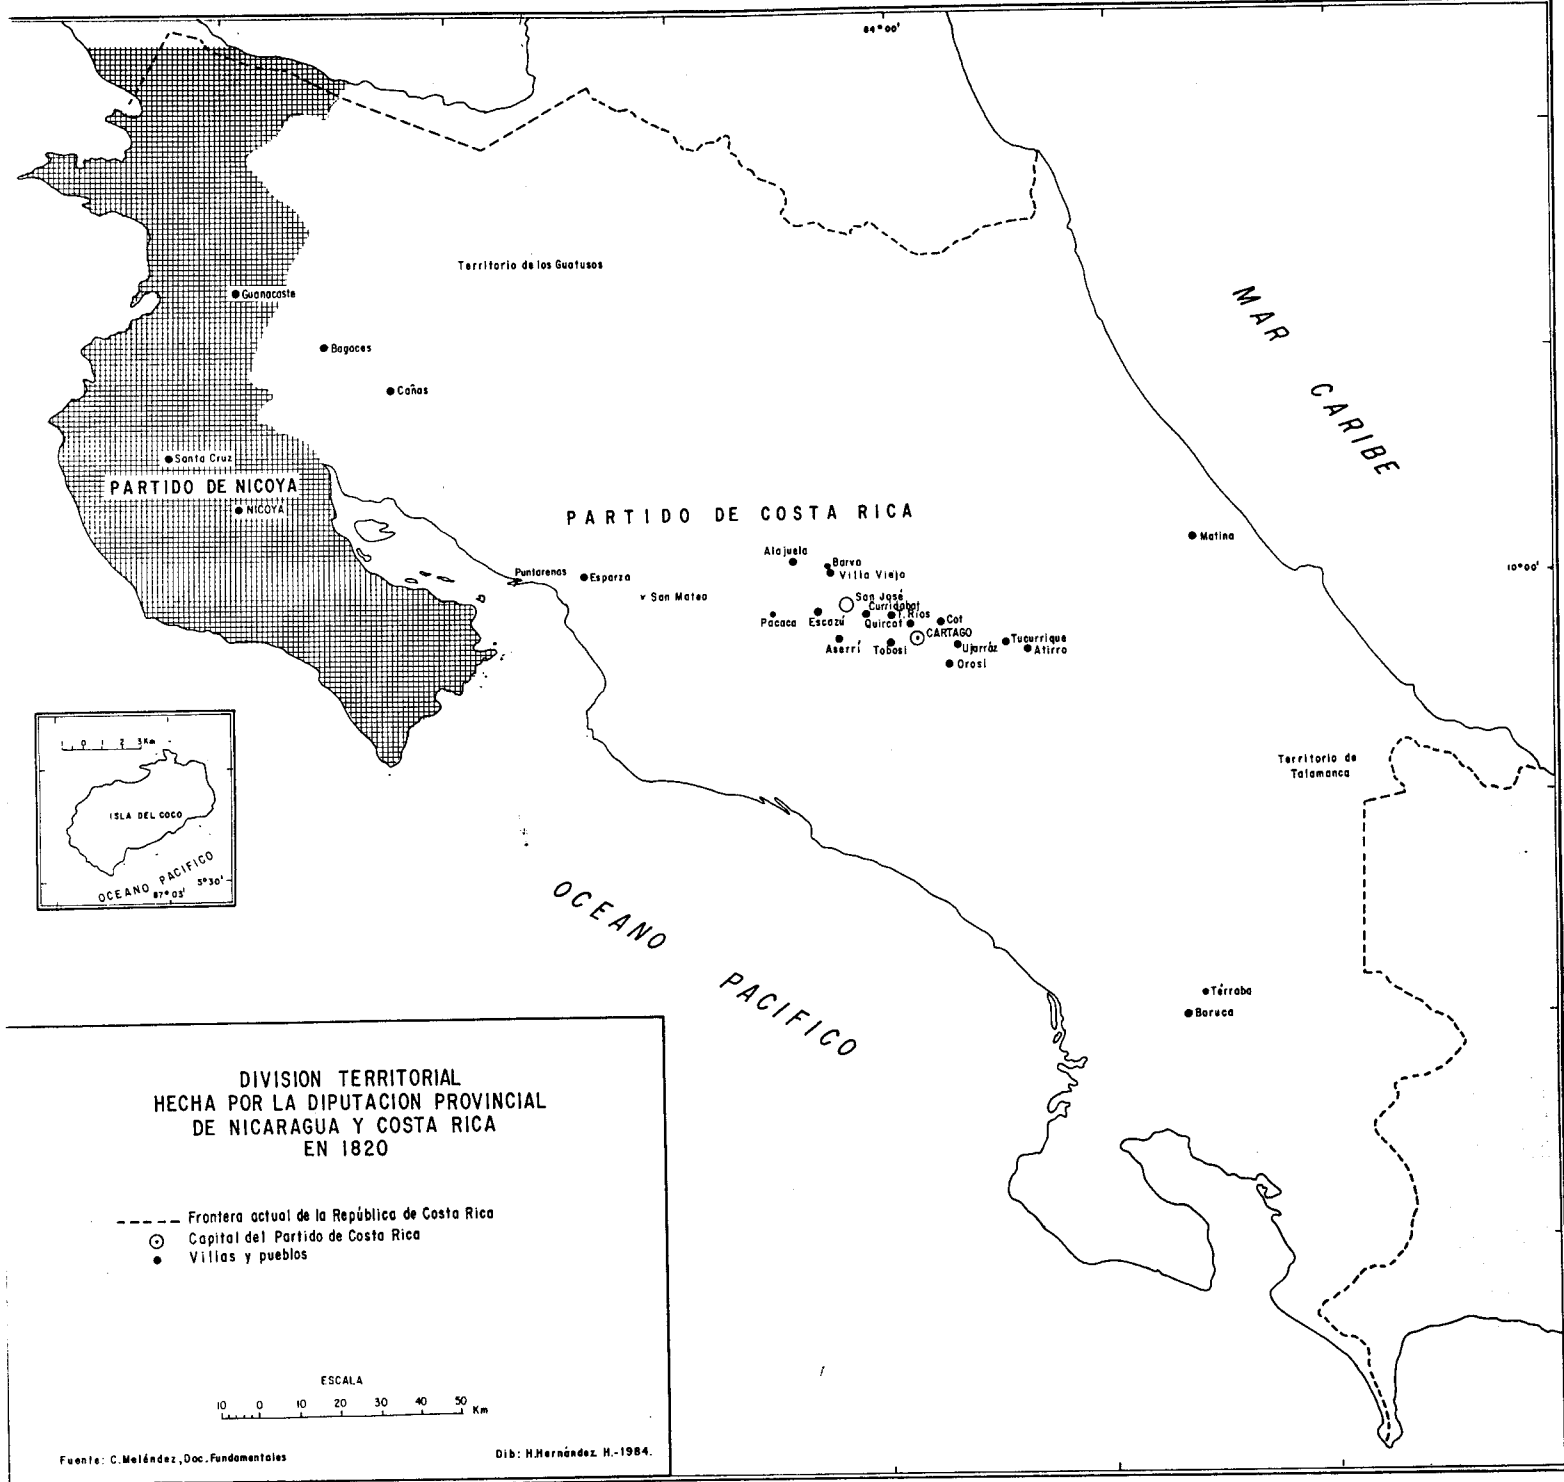 84°00'
Territorio de los Guatusos
Guanacaste
MAR CARIBE
Bagaces
Cañas
Santa Cruz
PARTIDO DE NICOYA
NICOYA
PARTIDO DE COSTA RICA
Matina
Alajuela
Barva
Villa Vieja
10°00'
Puntarenas
Esparza
San Mateo
San José
Curridabat
T. Ríos
Pacaca
Escazú
Quircot
Cot
CARTAGO
Aserrí
Tobosi
Ujarráz
Tucurrique
Atirro
Orosi
Territorio de
Talamanca
1 0 1 2 3Km
ISLA DEL COCO
OCEANO PACIFICO
87°03'
5°30'
OCEANO PACIFICO
Térraba
Boruca
DIVISION TERRITORIAL
HECHA POR LA DIPUTACION PROVINCIAL
DE NICARAGUA Y COSTA RICA
EN 1820
Frontera actual de la República de Costa Rica
Capital del Partido de Costa Rica
Villas y pueblos
ESCALA
10 0 10 20 30 40 50 Km
Fuente: C.Meléndez,Doc.Fundamentales
Dib: H.Hernández H.-1984.